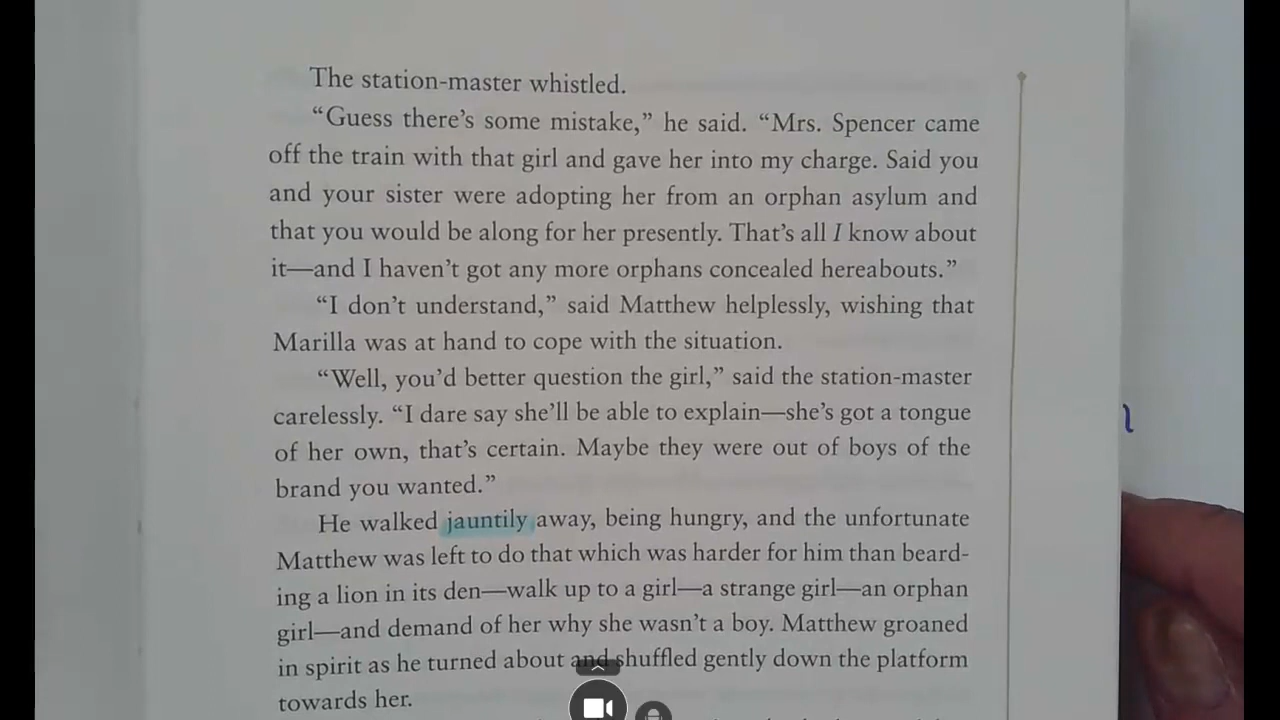 The station-master whistled.
“Guess there’s some mistake,” he said. “Mrs. Spencer came
off the train with that girl and gave her into my charge. Said you
and your sister were adopting her from an orphan asylum and
that you would be along for her presently. That’s all I know about
it—and I haven’t got any more orphans concealed hereabouts.”
“I don’t understand,” said Matthew helplessly, wishing that
Marilla was at hand to cope with the situation.
“Well, you’d better question the girl,” said the station-master
carelessly. “I dare say she’ll be able to explain—she’s got a tongue
of her own, that’s certain. Maybe they were out of boys of the
brand you wanted.”
He walked jauntily away, being hungry, and the unfortunate
Matthew was left to do that which was harder for him than beard-
ing a lion in its den—walk up to a girl—a strange girl—an orphan
girl—and demand of her why she wasn’t a boy. Matthew groaned
in spirit as he turned about and shuffled gently down the platform
towards her.